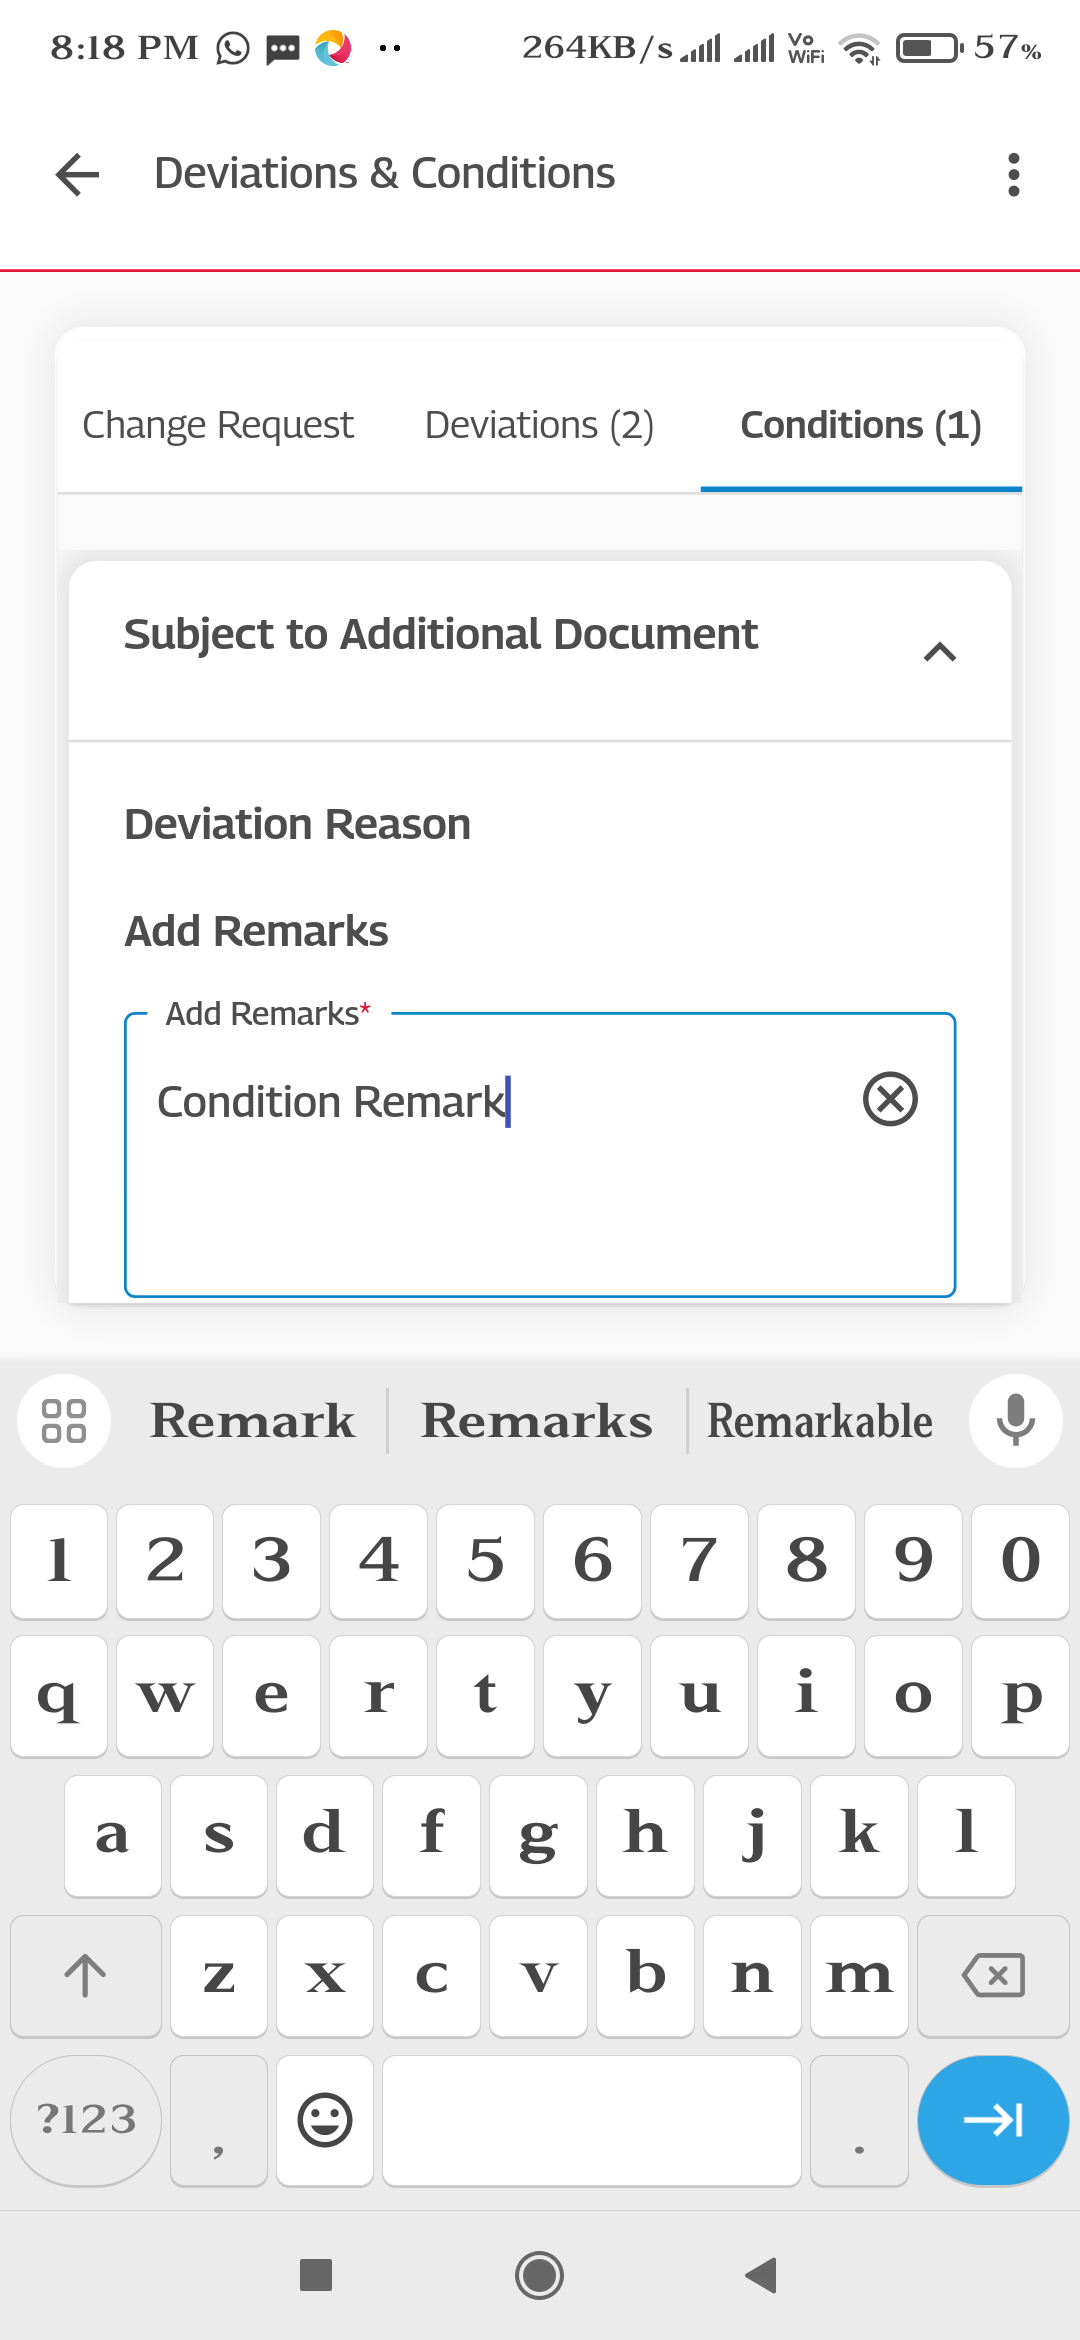 8:18 PM 264KB/s Vo WiFi 57%
Deviations & Conditions
Change Request Deviations (2) Conditions (1)
Subject to Additional Document
Deviation Reason
Add Remarks
Add Remarks*
Condition Remark
Remark Remarks Remarkable
1 2 3 4 5 6 7 8 9 0
q w e r t y u i o p
a s d f g h j k l
z x c v b n m
?123 , .